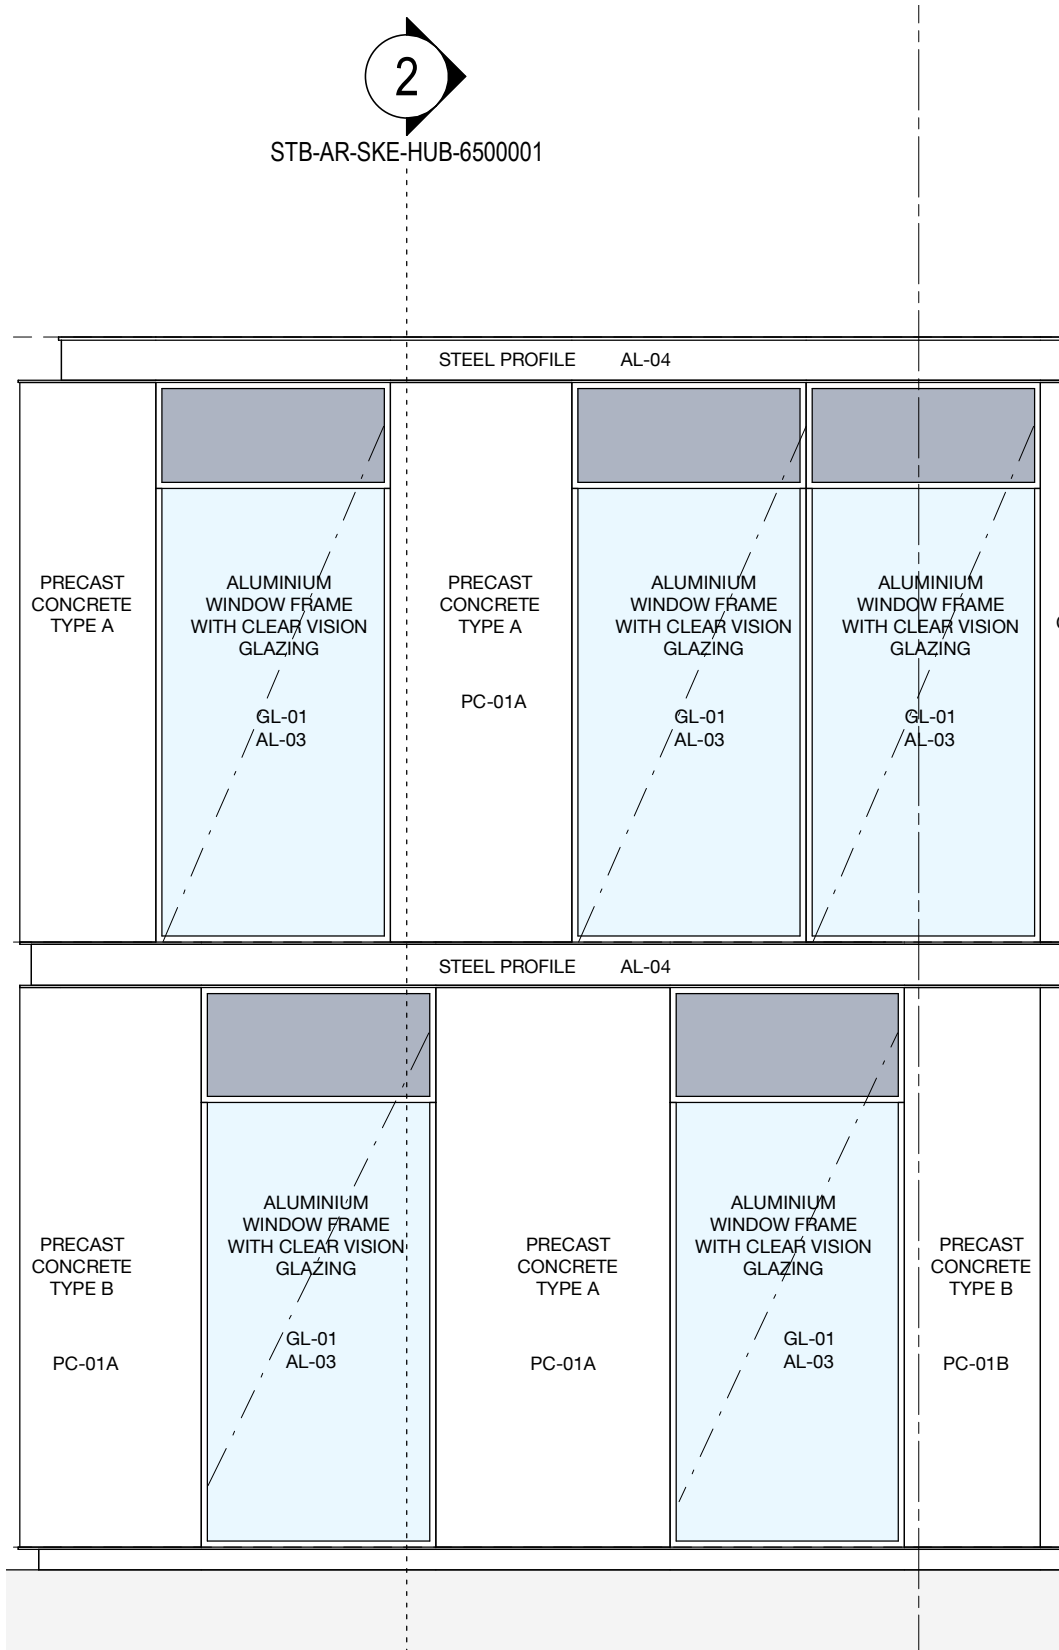 2
STB-AR-SKE-HUB-6500001
STEEL PROFILE AL-04
PRECAST
CONCRETE
TYPE A
ALUMINIUM
WINDOW FRAME
WITH CLEAR VISION
GLAZING
GL-01
AL-03
PRECAST
CONCRETE
TYPE A
PC-01A
ALUMINIUM
WINDOW FRAME
WITH CLEAR VISION
GLAZING
GL-01
AL-03
ALUMINIUM
WINDOW FRAME
WITH CLEAR VISION
GLAZING
GL-01
AL-03
STEEL PROFILE AL-04
PRECAST
CONCRETE
TYPE B
PC-01A
ALUMINIUM
WINDOW FRAME
WITH CLEAR VISION
GLAZING
GL-01
AL-03
PRECAST
CONCRETE
TYPE A
PC-01A
ALUMINIUM
WINDOW FRAME
WITH CLEAR VISION
GLAZING
GL-01
AL-03
PRECAST
CONCRETE
TYPE B
PC-01B